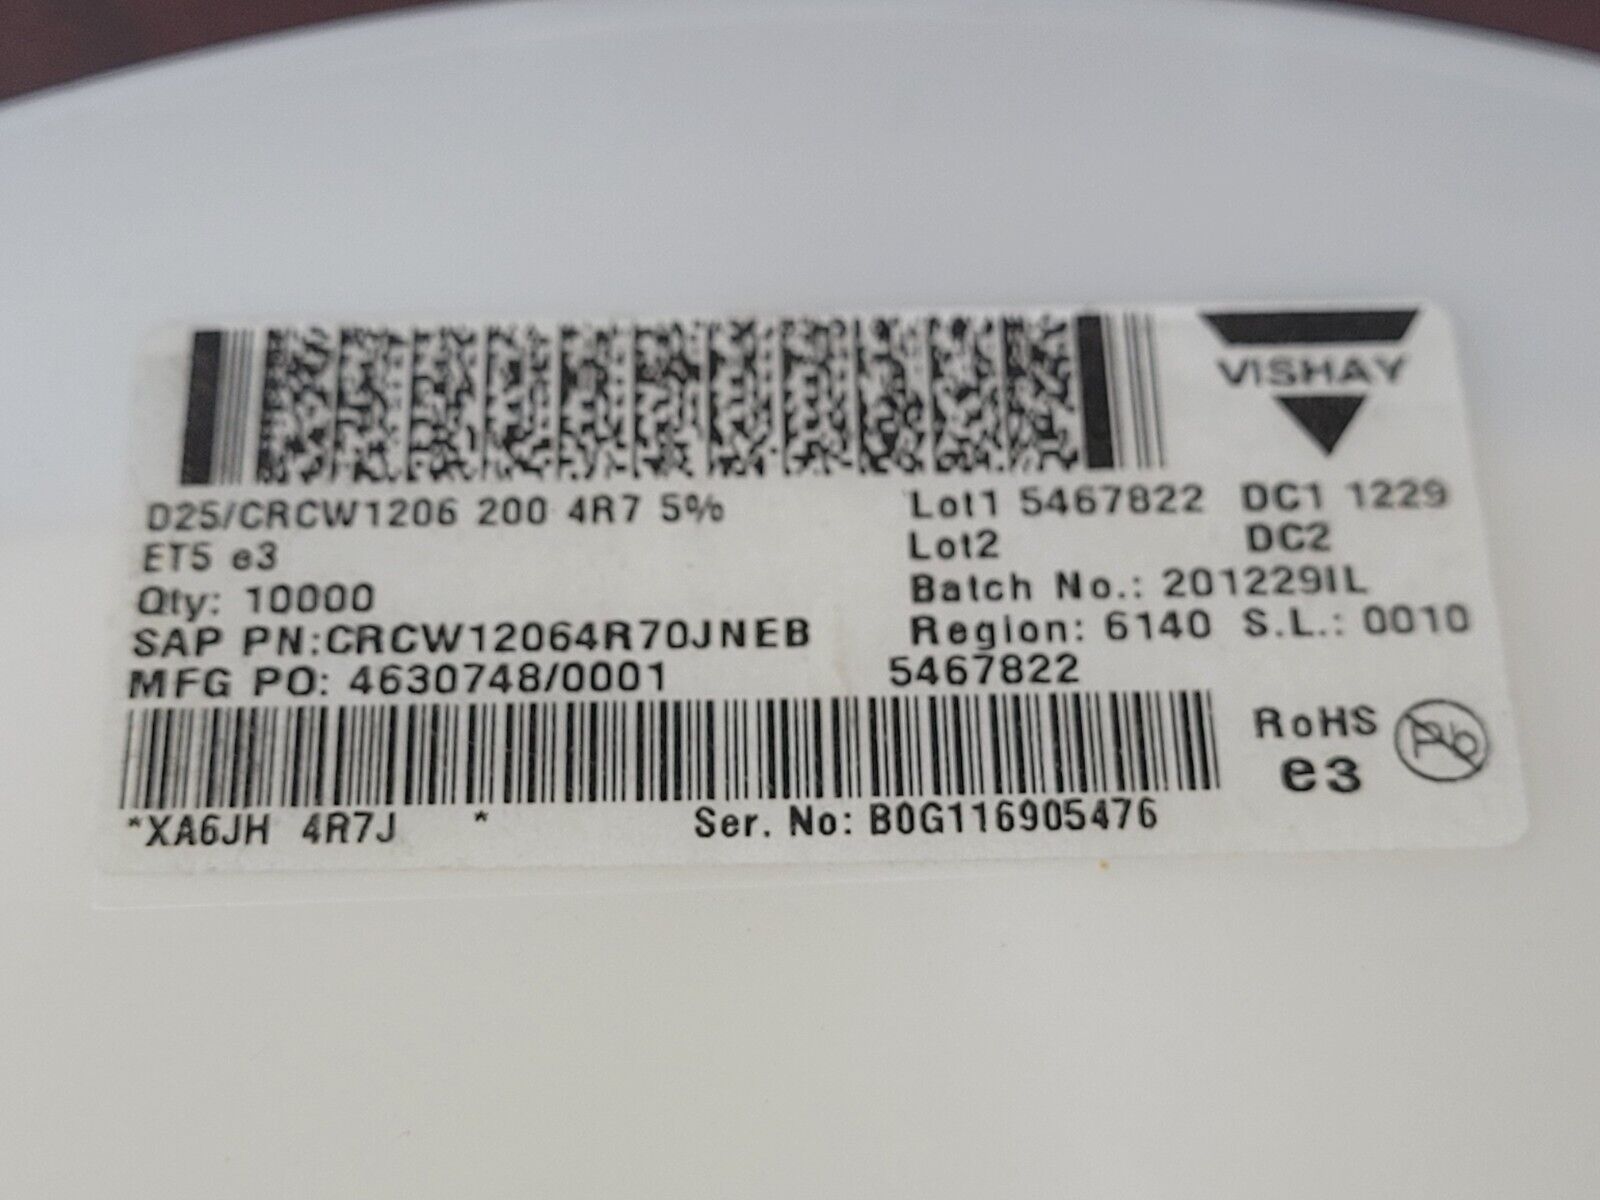 VISHAY
D25/CRCW1206 200 4R7 5% Lot1 5467822 DC1 1229
ET5 e3 Lot2 DC2
Qty: 10000 Batch No.: 201229IL
SAP PN:CRCW12064R70JNEB Region: 6140 S.L.: 0010
MFG PO: 4630748/0001 5467822
RoHS Pb
e3
*XA6JH 4R7J * Ser. No: B0G116905476